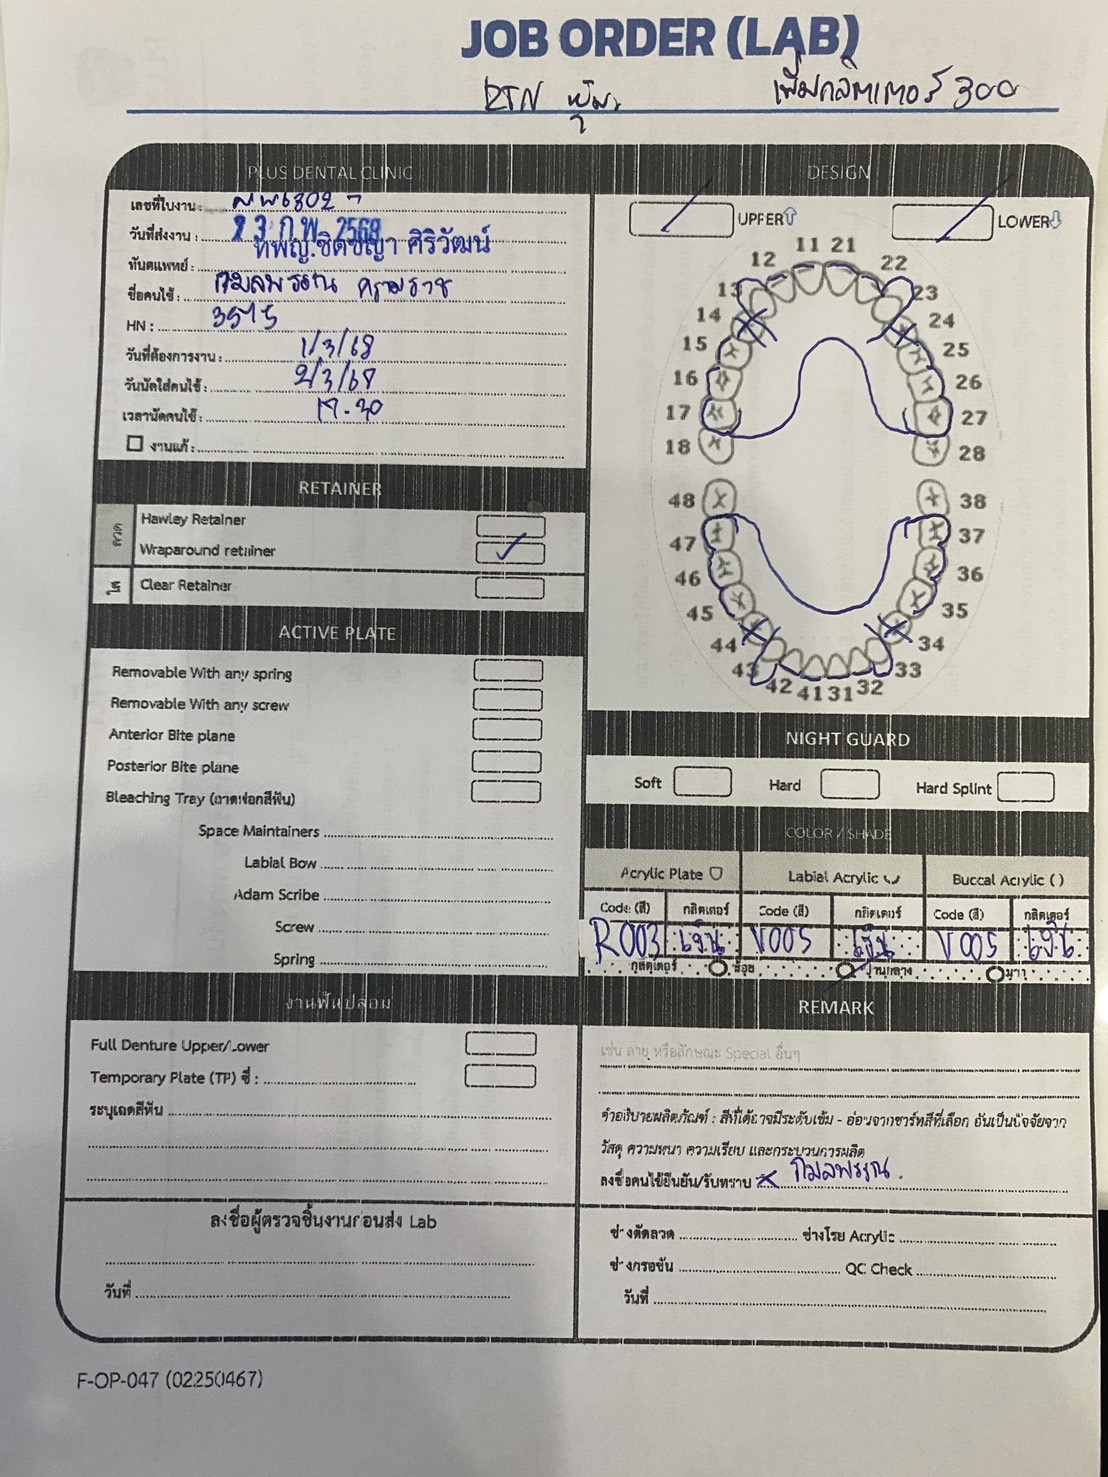 JOB ORDER (LAB)
RTN เพิ่มกลิตเตอร์ 300
PLUS DENTAL CLINIC
เลขที่ใบงาน :
วันที่ส่งงาน : 23 ก.พ. 2568
ทันตแพทย์ : ทพญ.ชิดชญา ศิริวัฒน์
ชื่อคนไข้ : กมลพรรณ
HN : 3515
วันที่ต้องการงาน : 1/3/68
วันนัดใส่คนไข้ : 2/3/68
เวลานัดคนไข้ : 17.30
งานแก้ :
DESIGN
UPPER
LOWER
11 21
12 22
13 23
14 24
15 25
16 26
17 27
18 28
48 38
47 37
46 36
45 35
44 34
43 33
42 41 31 32
RETAINER
ลวด
Hawley Retainer
Wraparound retainer ✓
ใส
Clear Retainer
ACTIVE PLATE
Removable With any spring
Removable With any screw
Anterior Bite plane
Posterior Bite plane
Bleaching Tray (ถาดฟอกสีฟัน)
Space Maintainers
Labial Bow
Adam Scribe
Screw
Spring
NIGHT GUARD
Soft Hard Hard Splint
COLOR / SHADE
Acrylic Plate Labial Acrylic Buccal Acrylic ( )
Code (สี) กลิตเตอร์ Code (สี) กลิตเตอร์ Code (สี) กลิตเตอร์
R003 เงิน V005 เงิน V005 เงิน
กลิตเตอร์ น้อย ปานกลาง มาก
งานฟันปลอม
Full Denture Upper/Lower
Temporary Plate (TP) ซี่ :
ระบุเฉดสีฟัน
REMARK
เช่น ลาย หรือลักษณะ Special อื่นๆ
คำอธิบายผลิตภัณฑ์ : สีที่ได้อาจมีระดับเข้ม - อ่อนจากชาร์ทสีที่เลือก อันเป็นปัจจัยจาก
วัสดุ ความหนา ความเรียบ และกระบวนการผลิต
ลงชื่อคนไข้ยืนยัน/รับทราบ × กมลพรรณ.
ลงชื่อผู้ตรวจชิ้นงานก่อนส่ง Lab
วันที่
ช่างดัดลวด ช่างโรย Acrylic
ช่างกรอขัน QC Check
วันที่
F-OP-047 (02250467)